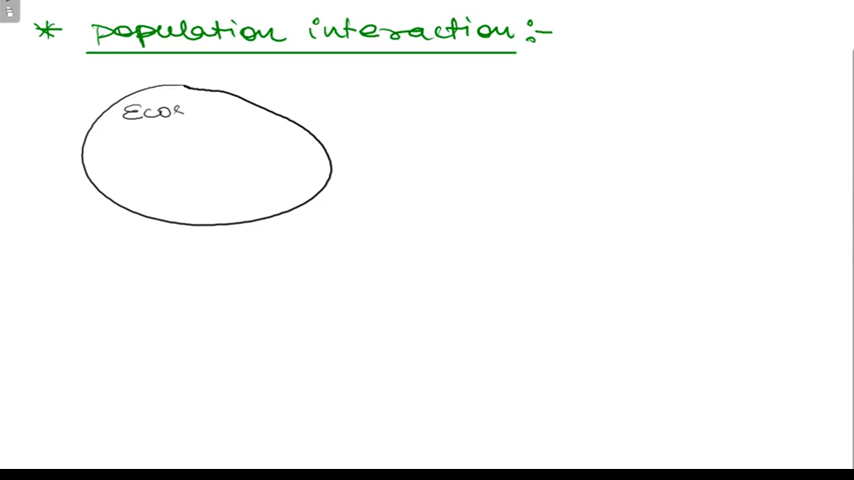 * population interaction :-
Ecos